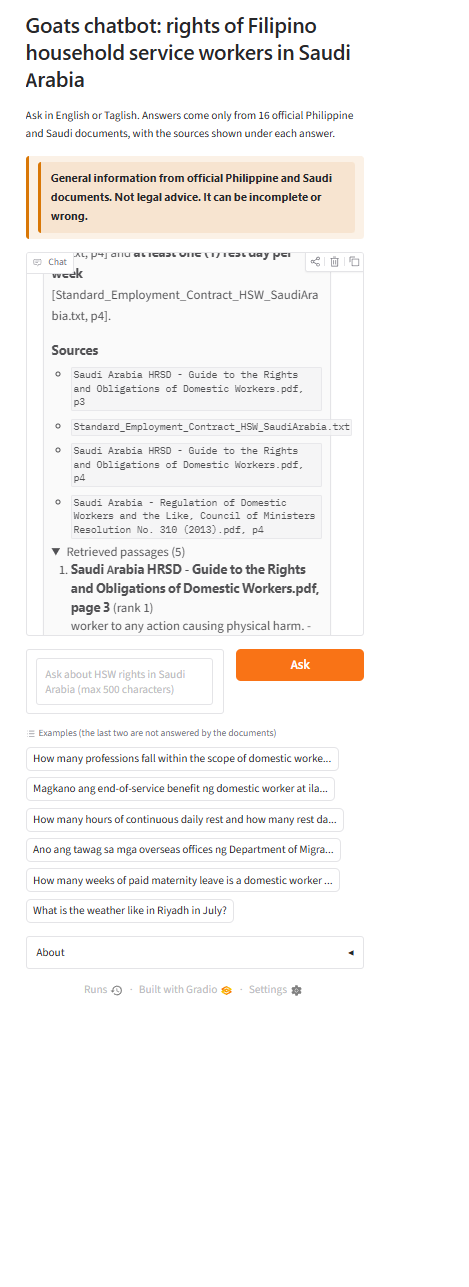 Goats chatbot: rights of Filipino
household service workers in Saudi
Arabia
Ask in English or Taglish. Answers come only from 16 official Philippine
and Saudi documents, with the sources shown under each answer.
General information from official Philippine and Saudi
documents. Not legal advice. It can be incomplete or
wrong.
Chat
xt, p4] and at least one (1) rest day per
week
[Standard_Employment_Contract_HSW_SaudiAra
bia.txt, p4].
Sources
Saudi Arabia HRSD - Guide to the Rights
and Obligations of Domestic Workers.pdf,
p3
Standard_Employment_Contract_HSW_SaudiArabia.txt
Saudi Arabia HRSD - Guide to the Rights
and Obligations of Domestic Workers.pdf,
p4
Saudi Arabia - Regulation of Domestic
Workers and the Like, Council of Ministers
Resolution No. 310 (2013).pdf, p4
▼ Retrieved passages (5)
1. Saudi Arabia HRSD - Guide to the Rights
and Obligations of Domestic Workers.pdf,
page 3 (rank 1)
worker to any action causing physical harm. -
Ask about HSW rights in Saudi
Arabia (max 500 characters)
Ask
Examples (the last two are not answered by the documents)
How many professions fall within the scope of domestic worke...
Magkano ang end-of-service benefit ng domestic worker at ila...
How many hours of continuous daily rest and how many rest da...
Ano ang tawag sa mga overseas offices ng Department of Migra...
How many weeks of paid maternity leave is a domestic worker ...
What is the weather like in Riyadh in July?
About
Runs · Built with Gradio · Settings